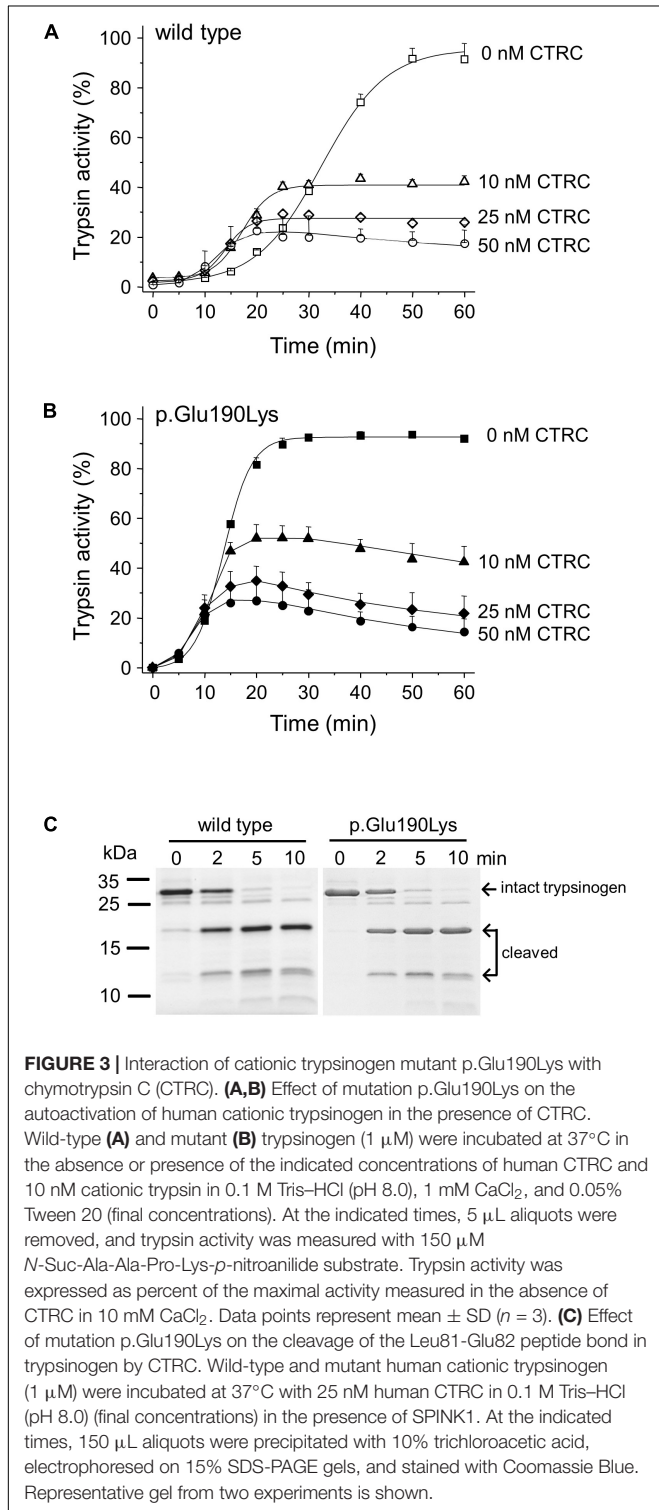 A
wild type
Trypsin activity (%)
100
80
60
40
20
0
0 nM CTRC
10 nM CTRC
25 nM CTRC
50 nM CTRC
0 10 20 30 40 50 60
Time (min)
B
p.Glu190Lys
Trypsin activity (%)
100
80
60
40
20
0
0 nM CTRC
10 nM CTRC
25 nM CTRC
50 nM CTRC
0 10 20 30 40 50 60
Time (min)
C
wild type p.Glu190Lys
kDa 0 2 5 10 0 2 5 10 min
35
25
15
10
intact trypsinogen
cleaved
FIGURE 3 | Interaction of cationic trypsinogen mutant p.Glu190Lys with
chymotrypsin C (CTRC). (A,B) Effect of mutation p.Glu190Lys on the
autoactivation of human cationic trypsinogen in the presence of CTRC.
Wild-type (A) and mutant (B) trypsinogen (1 μM) were incubated at 37°C in
the absence or presence of the indicated concentrations of human CTRC and
10 nM cationic trypsin in 0.1 M Tris–HCl (pH 8.0), 1 mM CaCl₂, and 0.05%
Tween 20 (final concentrations). At the indicated times, 5 μL aliquots were
removed, and trypsin activity was measured with 150 μM
N-Suc-Ala-Ala-Pro-Lys-p-nitroanilide substrate. Trypsin activity was
expressed as percent of the maximal activity measured in the absence of
CTRC in 10 mM CaCl₂. Data points represent mean ± SD (n = 3). (C) Effect
of mutation p.Glu190Lys on the cleavage of the Leu81-Glu82 peptide bond in
trypsinogen by CTRC. Wild-type and mutant human cationic trypsinogen
(1 μM) were incubated at 37°C with 25 nM human CTRC in 0.1 M Tris–HCl
(pH 8.0) (final concentrations) in the presence of SPINK1. At the indicated
times, 150 μL aliquots were precipitated with 10% trichloroacetic acid,
electrophoresed on 15% SDS-PAGE gels, and stained with Coomassie Blue.
Representative gel from two experiments is shown.